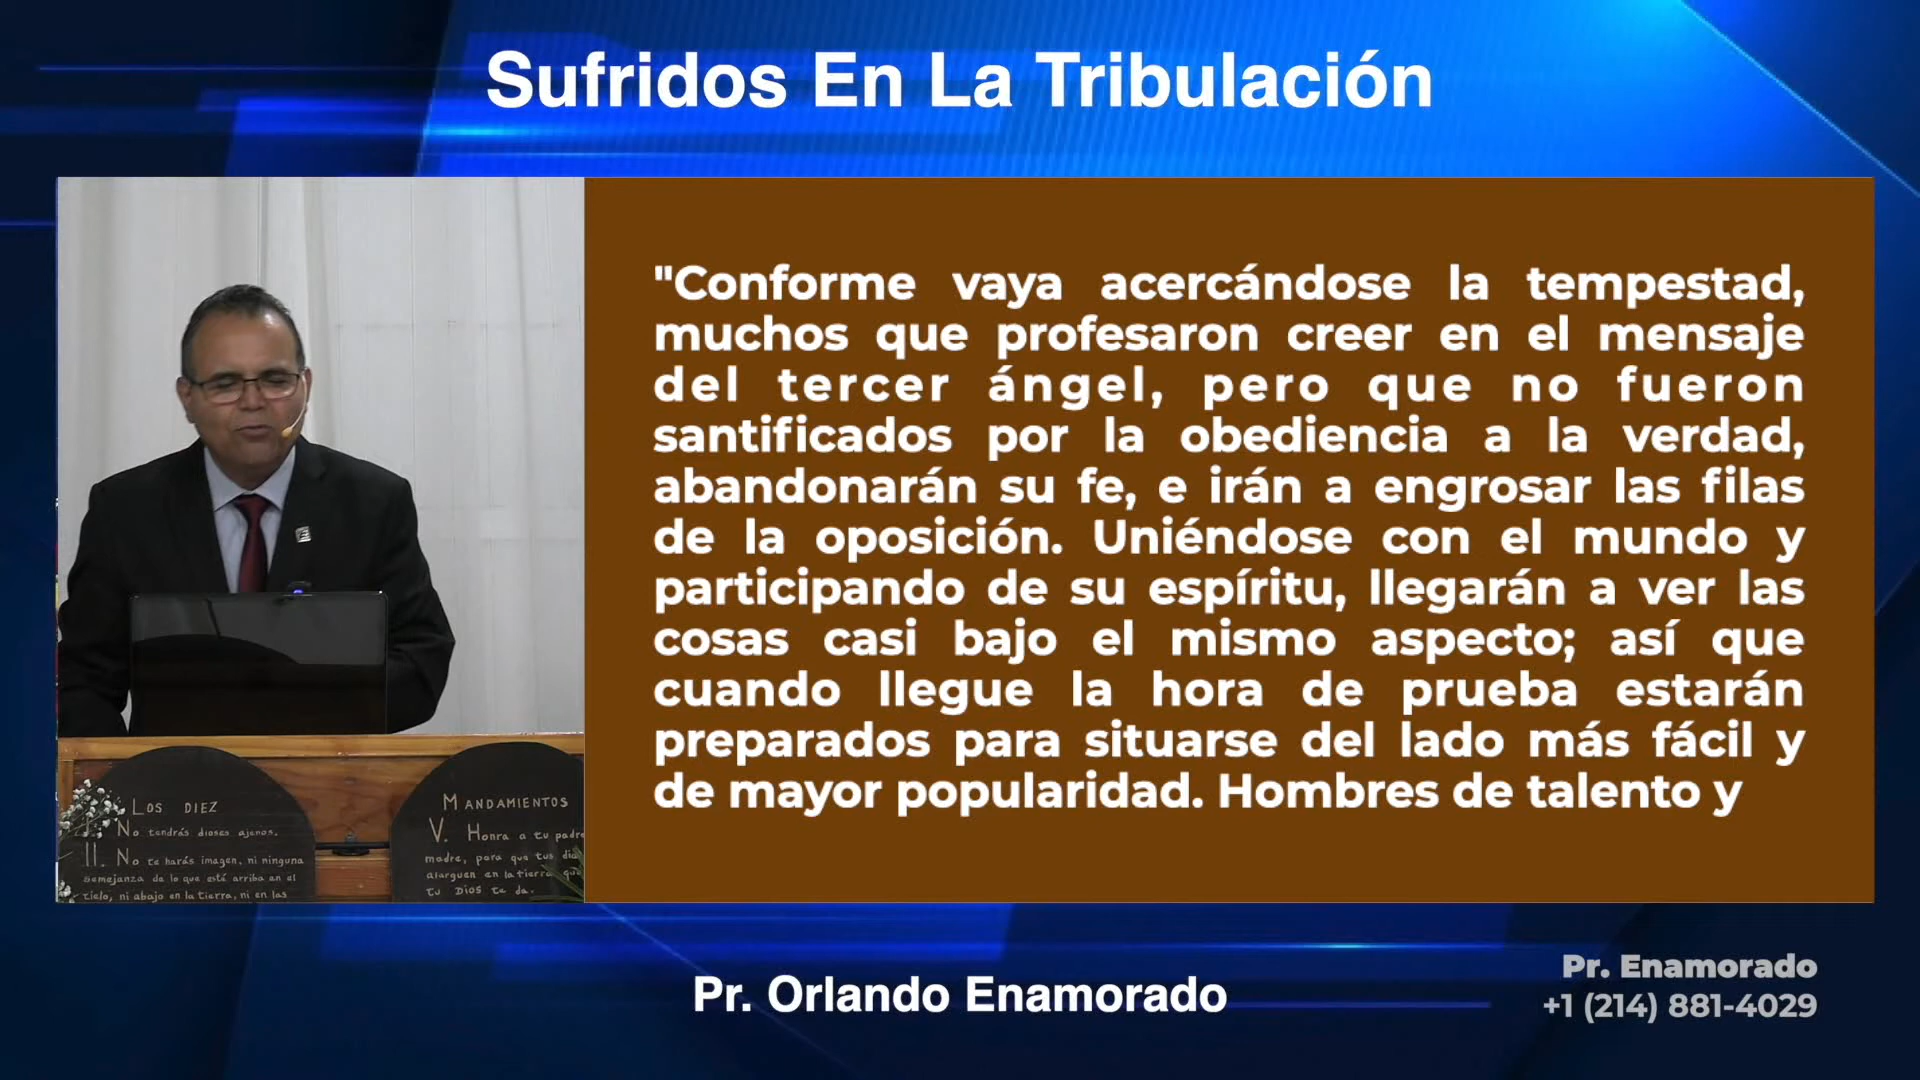 Sufridos En La Tribulación
"Conforme vaya acercándose la tempestad,
muchos que profesaron creer en el mensaje
del tercer ángel, pero que no fueron
santificados por la obediencia a la verdad,
abandonarán su fe, e irán a engrosar las filas
de la oposición. Uniéndose con el mundo y
participando de su espíritu, llegarán a ver las
cosas casi bajo el mismo aspecto; así que
cuando llegue la hora de prueba estarán
preparados para situarse del lado más fácil y
de mayor popularidad. Hombres de talento y
LOS DIEZ
I. No tendrás dioses ajenos.
II. No te harás imagen, ni ninguna
semejanza de lo que está arriba en el
cielo, ni abajo en la tierra, ni en las
MANDAMIENTOS
V. Honra a tu padre
madre, para que tus día
alarguen en la tierra que
tu DIOS te da.
Pr. Orlando Enamorado
Pr. Enamorado
+1 (214) 881-4029